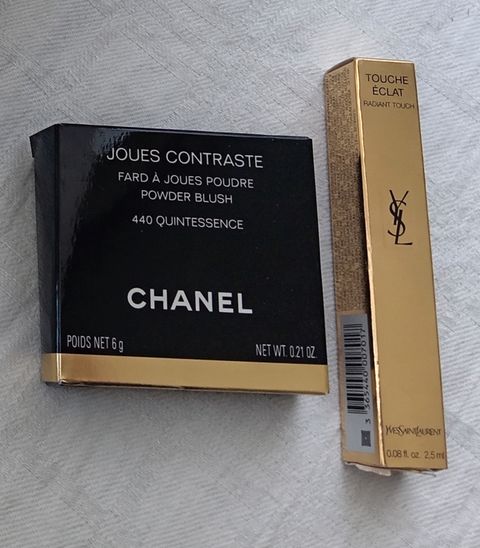 JOUES CONTRASTE
FARD À JOUES POUDRE
POWDER BLUSH
440 QUINTESSENCE
CHANEL
POIDS NET 6 g
NET WT. 0.21 OZ.
TOUCHE
ÉCLAT
RADIANT TOUCH
YSL
YVESSAINTLAURENT
0.08 fl. oz. 2,5 ml